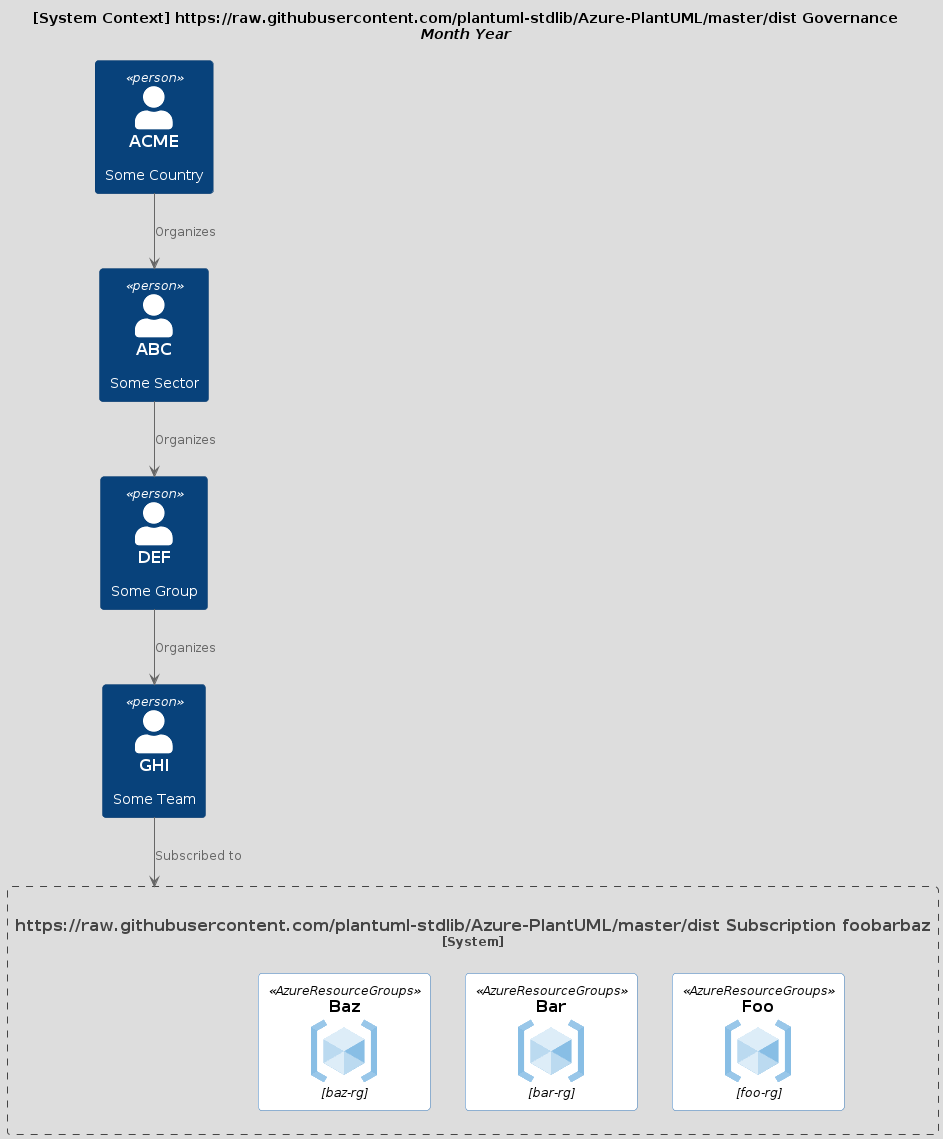 [System Context] https://raw.githubusercontent.com/plantuml-stdlib/Azure-PlantUML/master/dist Governance
Month Year
«person»
ACME
Some Country
Organizes
«person»
ABC
Some Sector
Organizes
«person»
DEF
Some Group
Organizes
«person»
GHI
Some Team
Subscribed to
https://raw.githubusercontent.com/plantuml-stdlib/Azure-PlantUML/master/dist Subscription foobarbaz
[System]
«AzureResourceGroups»
Baz
[baz-rg]
«AzureResourceGroups»
Bar
[bar-rg]
«AzureResourceGroups»
Foo
[foo-rg]